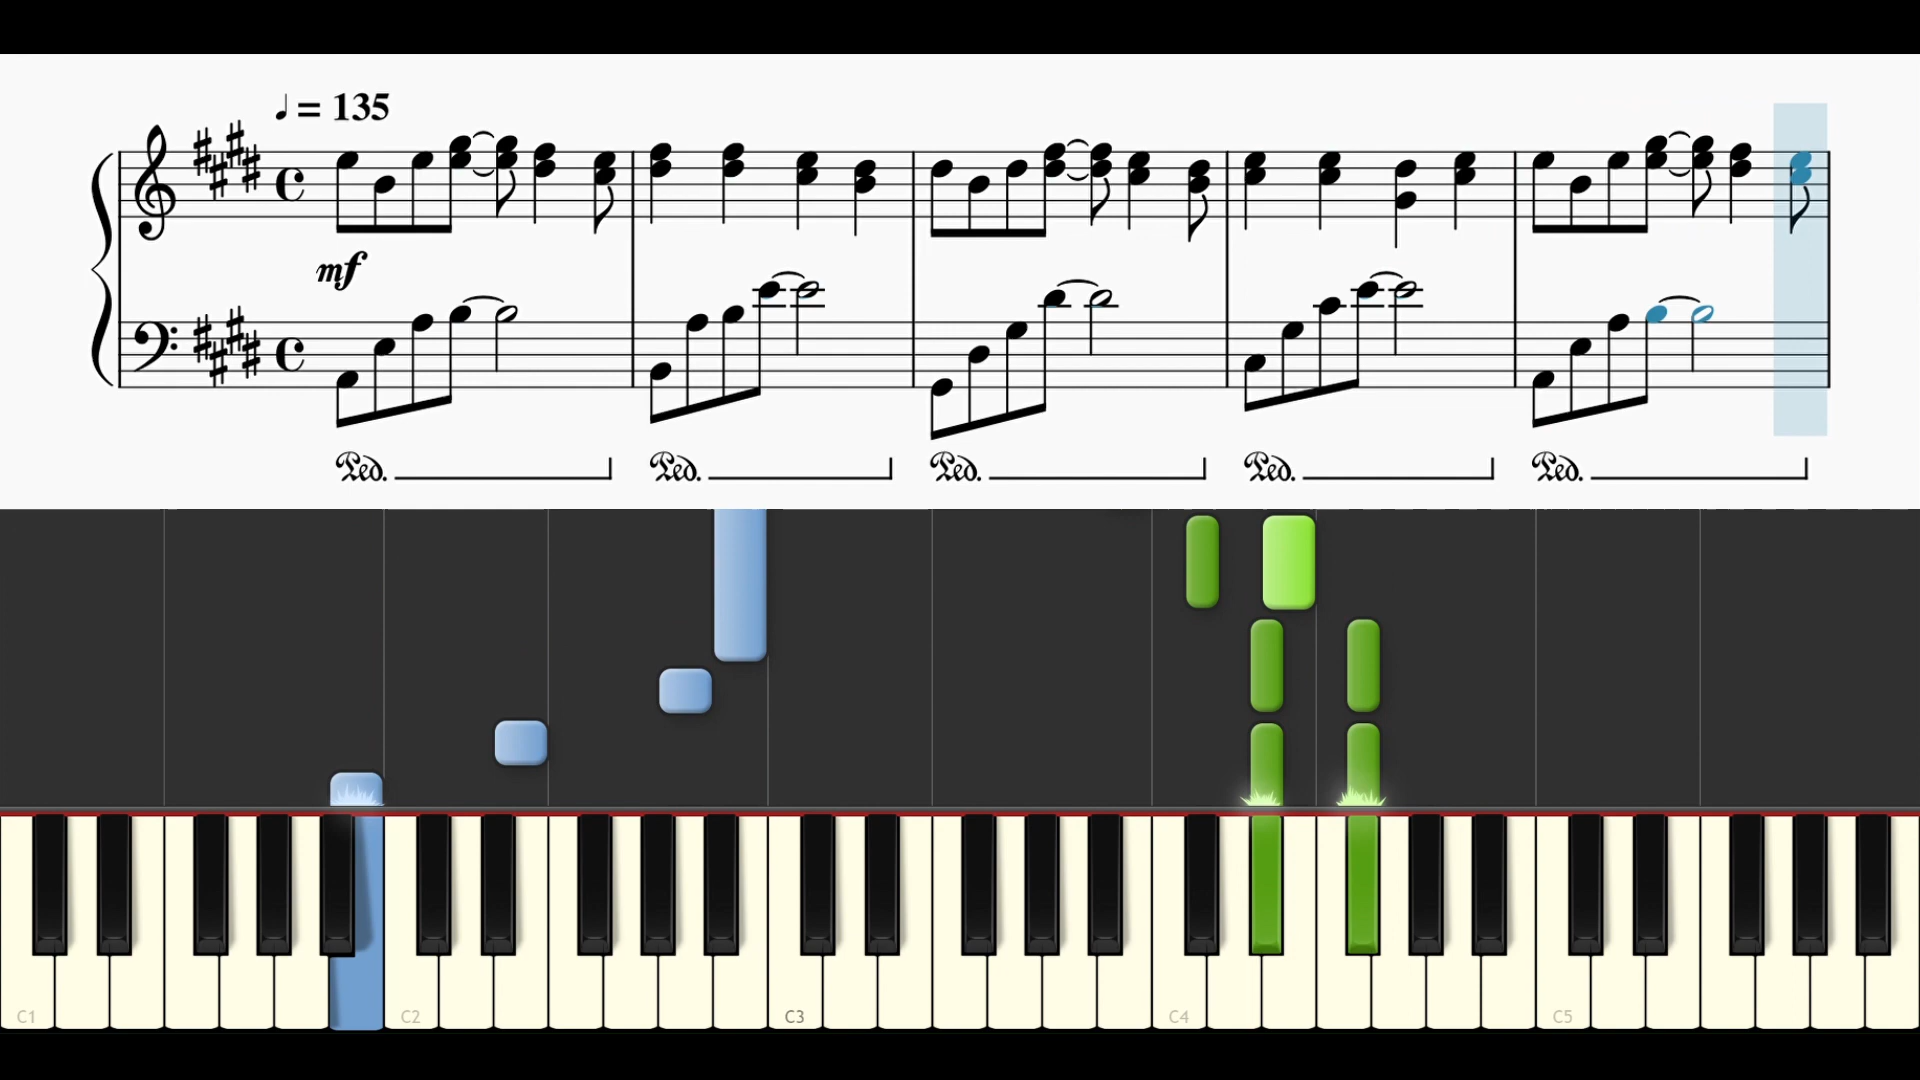 ♩ = 135
mf
Ped. Ped. Ped. Ped. Ped.
C1 C2 C3 C4 C5